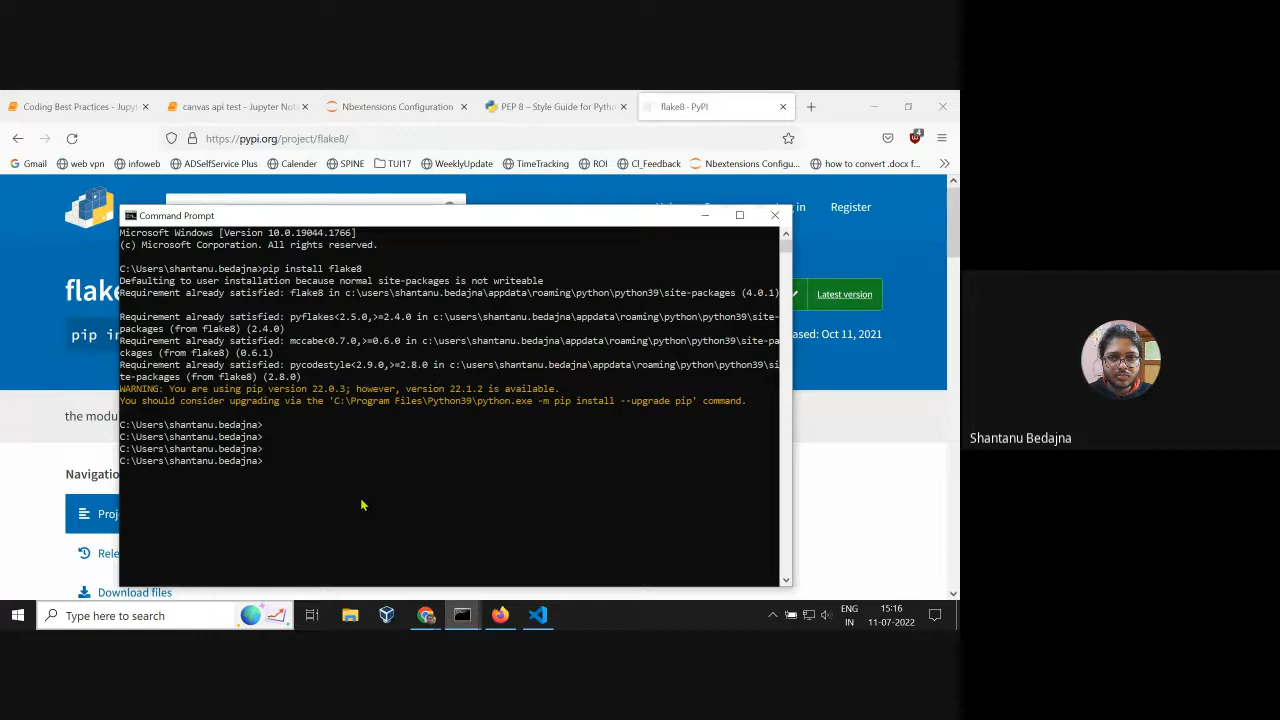 Coding Best Practices - Jupyt
canvas api test - Jupyter Note
Nbextensions Configuration
PEP 8 – Style Guide for Pytho
flake8 · PyPI
https://pypi.org/project/flake8/
4
Gmail
web vpn
infoweb
ADSelfService Plus
Calender
SPINE
TUI17
WeeklyUpdate
TimeTracking
ROI
CI_Feedback
Nbextensions Configu...
how to convert .docx f...
in
Register
Command Prompt
Microsoft Windows [Version 10.0.19044.1766]
(c) Microsoft Corporation. All rights reserved.
C:\Users\shantanu.bedajna>pip install flake8
Defaulting to user installation because normal site-packages is not writeable
Requirement already satisfied: flake8 in c:\users\shantanu.bedajna\appdata\roaming\python\python39\site-packages (4.0.1)
Requirement already satisfied: pyflakes<2.5.0,>=2.4.0 in c:\users\shantanu.bedajna\appdata\roaming\python\python39\site-
packages (from flake8) (2.4.0)
Requirement already satisfied: mccabe<0.7.0,>=0.6.0 in c:\users\shantanu.bedajna\appdata\roaming\python\python39\site-pa
ckages (from flake8) (0.6.1)
Requirement already satisfied: pycodestyle<2.9.0,>=2.8.0 in c:\users\shantanu.bedajna\appdata\roaming\python\python39\si
te-packages (from flake8) (2.8.0)
WARNING: You are using pip version 22.0.3; however, version 22.1.2 is available.
You should consider upgrading via the 'C:\Program Files\Python39\python.exe -m pip install --upgrade pip' command.
C:\Users\shantanu.bedajna>
C:\Users\shantanu.bedajna>
C:\Users\shantanu.bedajna>
C:\Users\shantanu.bedajna>
flake
pip in
Latest version
ased: Oct 11, 2021
the modu
Navigation
Proj
Rele
Download files
Shantanu Bedajna
Type here to search
ENG
IN
15:16
11-07-2022